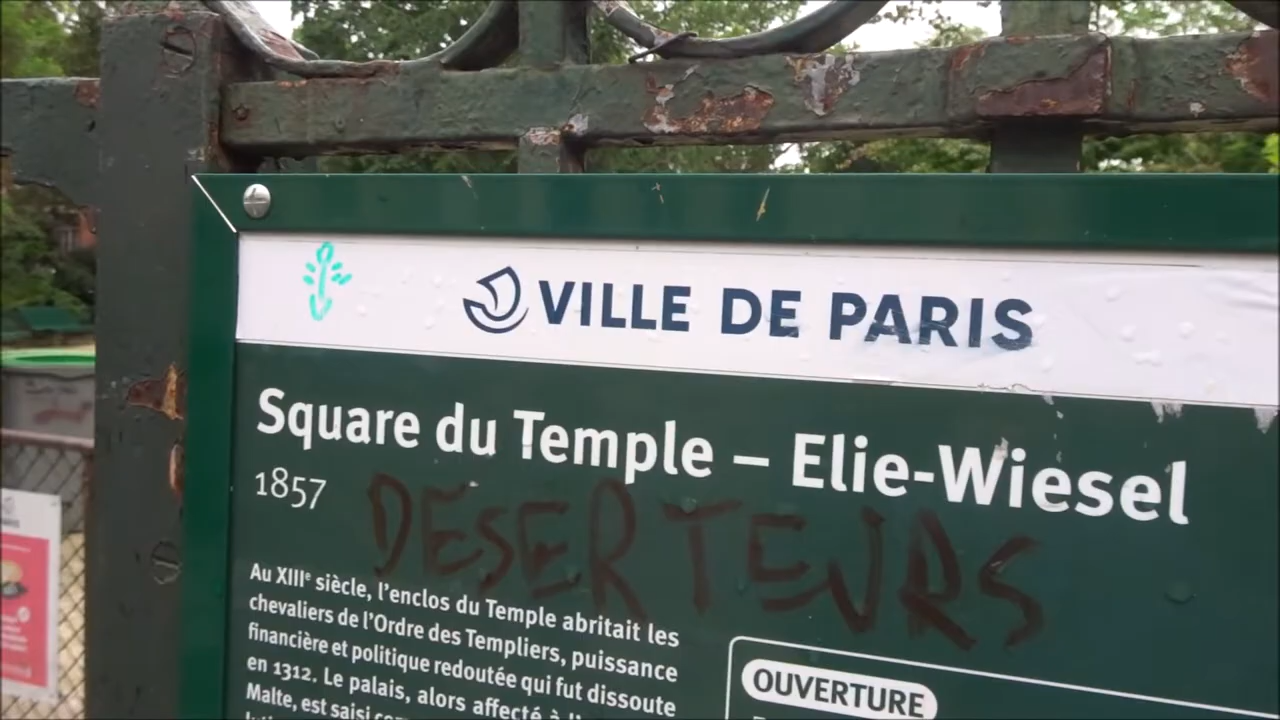 VILLE DE PARIS
Square du Temple – Elie-Wiesel
1857
DESERTEURS
Au XIIIe siècle, l'enclos du Temple abritait les
chevaliers de l'Ordre des Templiers, puissance
financière et politique redoutée qui fut dissoute
en 1312. Le palais, alors affecté à
Malte, est saisi
OUVERTURE